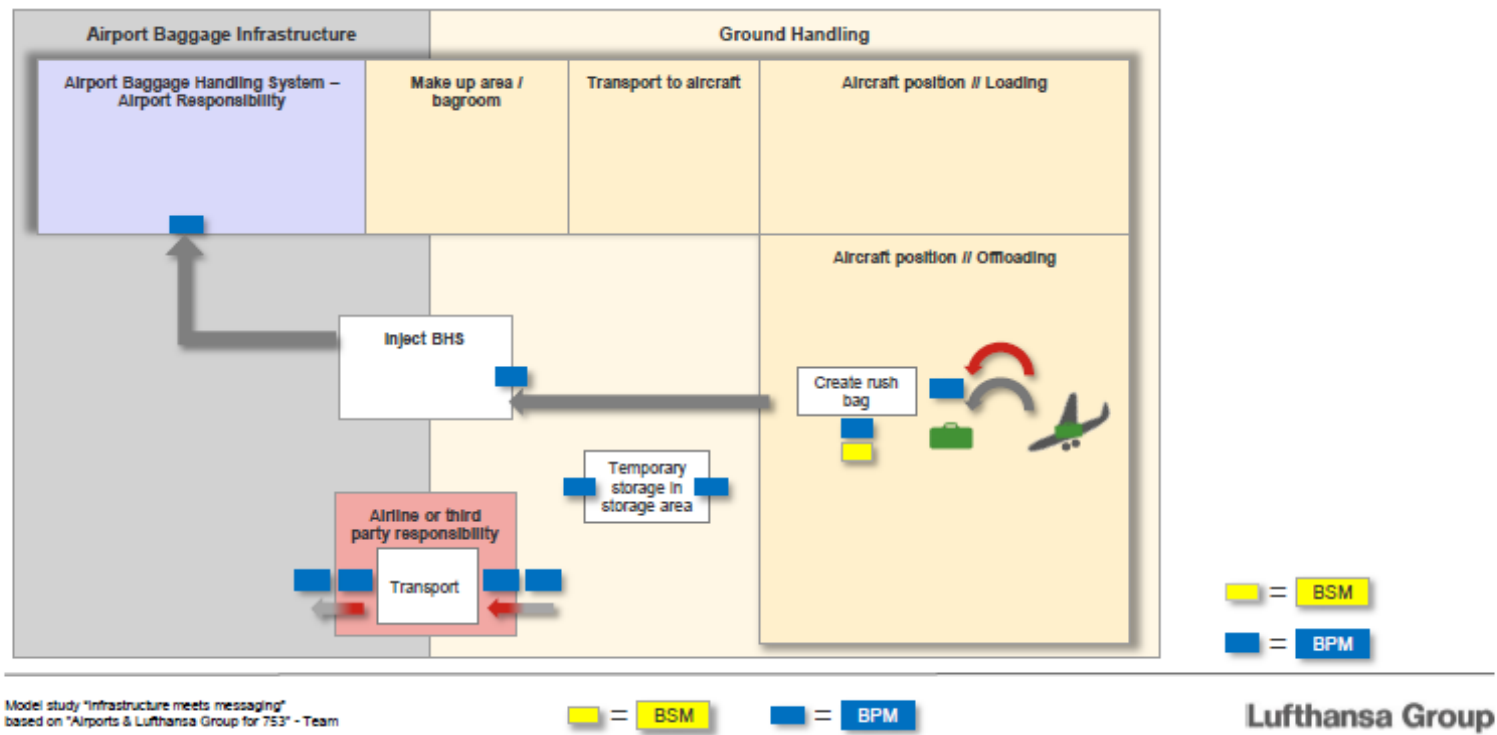 Airport Baggage Infrastructure
Ground Handling
Airport Baggage Handling System –
Airport Responsibility
Make up area /
bagroom
Transport to aircraft
Aircraft position // Loading
Aircraft position // Offloading
Inject BHS
Create rush
bag
Temporary
storage in
storage area
Airline or third
party responsibility
Transport
= BSM
= BPM
Model study "Infrastructure meets messaging"
based on "Airports & Lufthansa Group for 753" - Team
= BSM
= BPM
Lufthansa Group